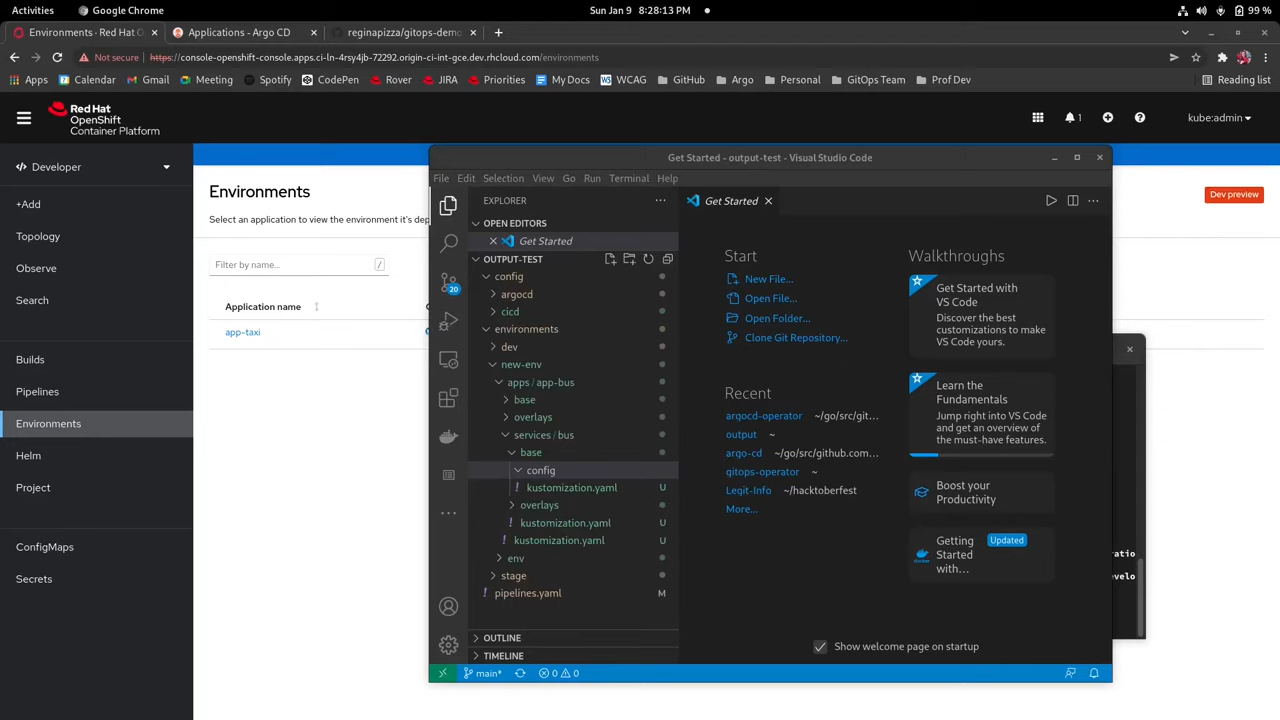 Activities
Google Chrome
Sun Jan 9 8:28:13 PM
99 %
Environments · Red Hat O
Applications - Argo CD
reginapizza/gitops-demo
Not secure
https://console-openshift-console.apps.ci-ln-4rsy4jb-72292.origin-ci-int-gce.dev.rhcloud.com/environments
Apps
Calendar
Gmail
Meeting
Spotify
CodePen
Rover
JIRA
Priorities
My Docs
WCAG
GitHub
Argo
Personal
GitOps Team
Prof Dev
Reading list
Red Hat
OpenShift
Container Platform
1
kube:admin
Developer
+Add
Topology
Observe
Search
Builds
Pipelines
Environments
Helm
Project
ConfigMaps
Secrets
Environments
Dev preview
Select an application to view the environment it's dep
Filter by name...
/
Application name
app-taxi
Get Started - output-test - Visual Studio Code
File Edit Selection View Go Run Terminal Help
EXPLORER
OPEN EDITORS
Get Started
OUTPUT-TEST
config
argocd
cicd
20
environments
dev
new-env
apps / app-bus
base
overlays
services / bus
base
config
kustomization.yaml U
overlays
kustomization.yaml U
kustomization.yaml U
env
stage
pipelines.yaml M
OUTLINE
TIMELINE
Get Started
Start
New File...
Open File...
Open Folder...
Clone Git Repository...
Recent
argocd-operator ~/go/src/git...
output ~
argo-cd ~/go/src/github.com...
gitops-operator ~
Legit-Info ~/hacktoberfest
More...
Walkthroughs
Get Started with
VS Code
Discover the best
customizations to make
VS Code yours.
Learn the
Fundamentals
Jump right into VS Code
and get an overview of
the must-have features.
Boost your
Productivity
Getting
Started
with...
Updated
Show welcome page on startup
main*
0
0
ratio
evelo